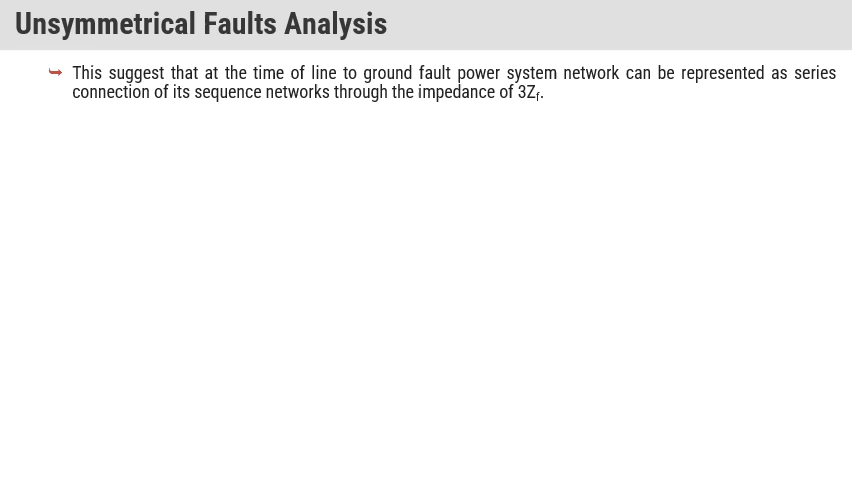 Unsymmetrical Faults Analysis
This suggest that at the time of line to ground fault power system network can be represented as series
connection of its sequence networks through the impedance of 3Zf.